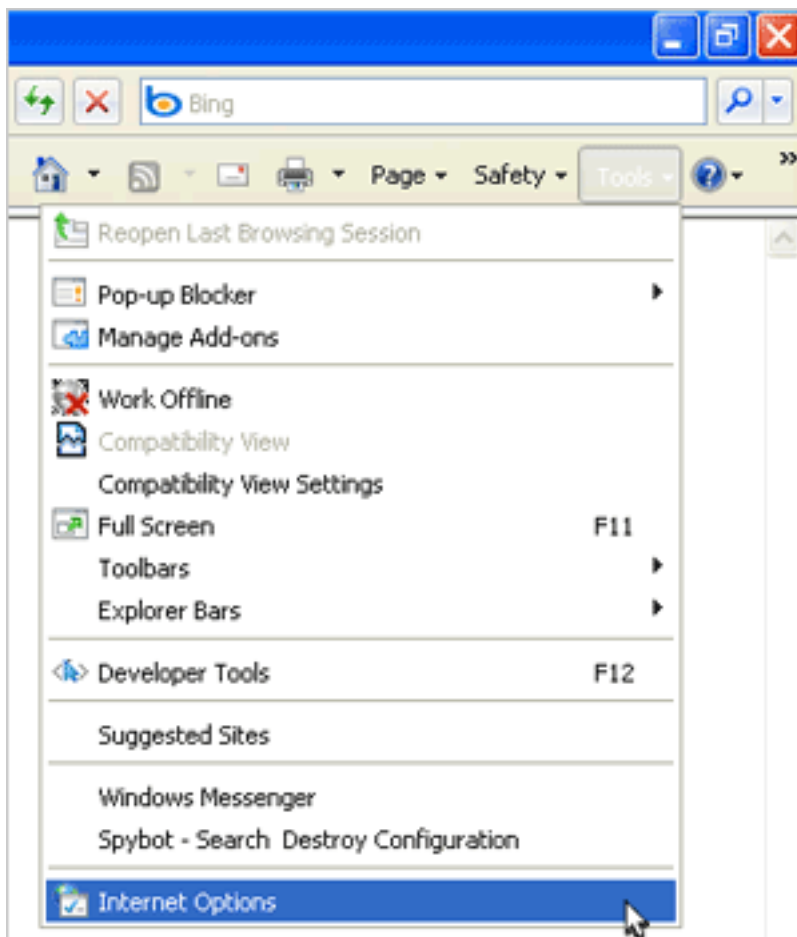 Bing
Page Safety Tools
Reopen Last Browsing Session
Pop-up Blocker
Manage Add-ons
Work Offline
Compatibility View
Compatibility View Settings
Full Screen F11
Toolbars
Explorer Bars
Developer Tools F12
Suggested Sites
Windows Messenger
Spybot - Search Destroy Configuration
Internet Options